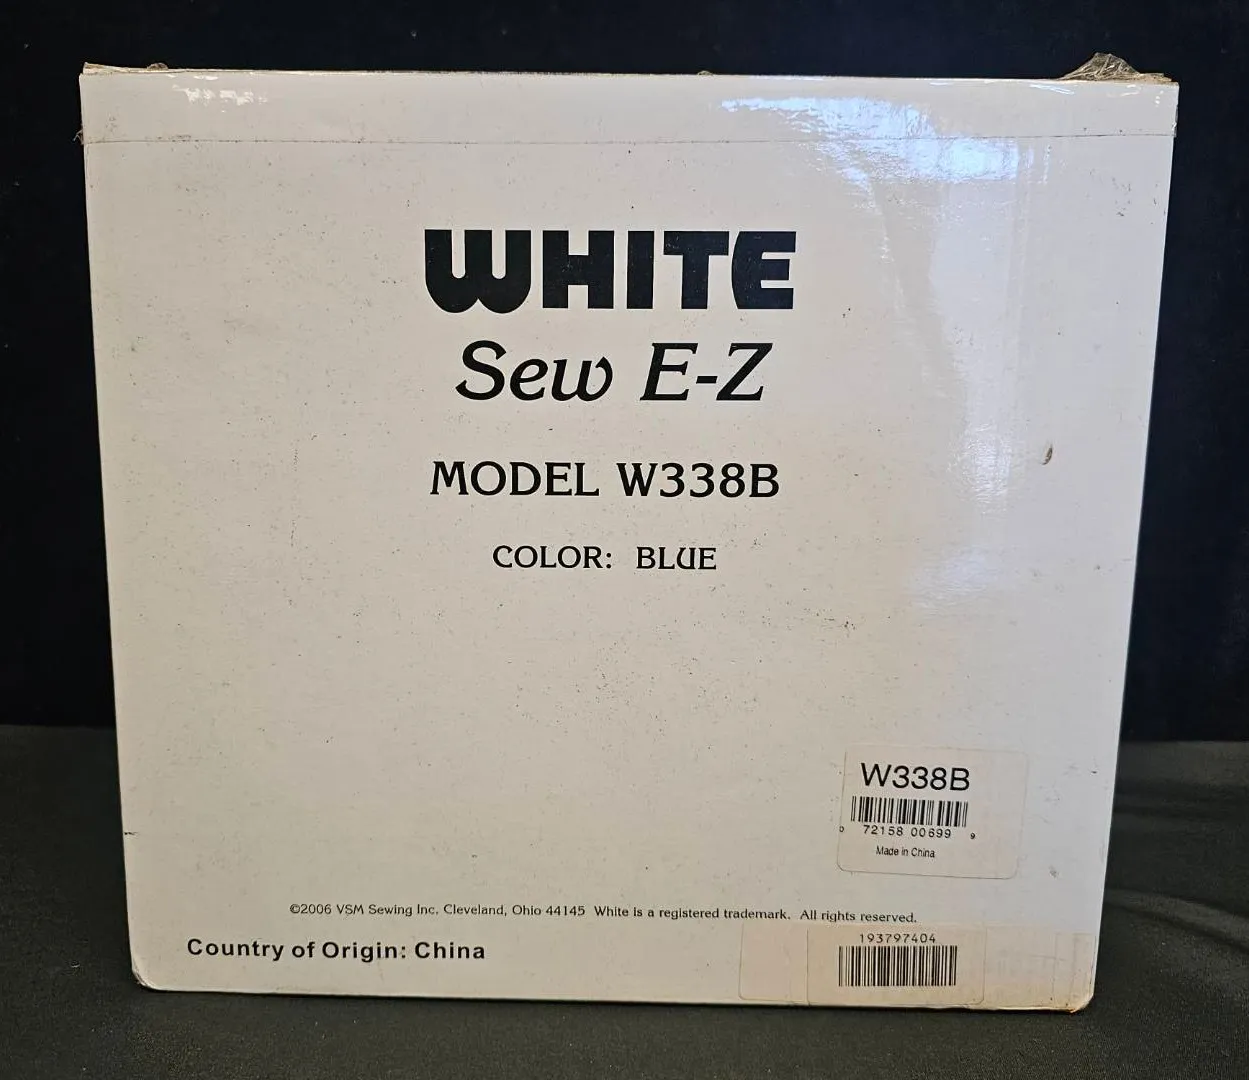 WHITE
Sew E-Z
MODEL W338B
COLOR: BLUE
W338B
0 72158 00699 9
Made in China
©2006 VSM Sewing Inc. Cleveland, Ohio 44145 White is a registered trademark. All rights reserved.
Country of Origin: China
193797404